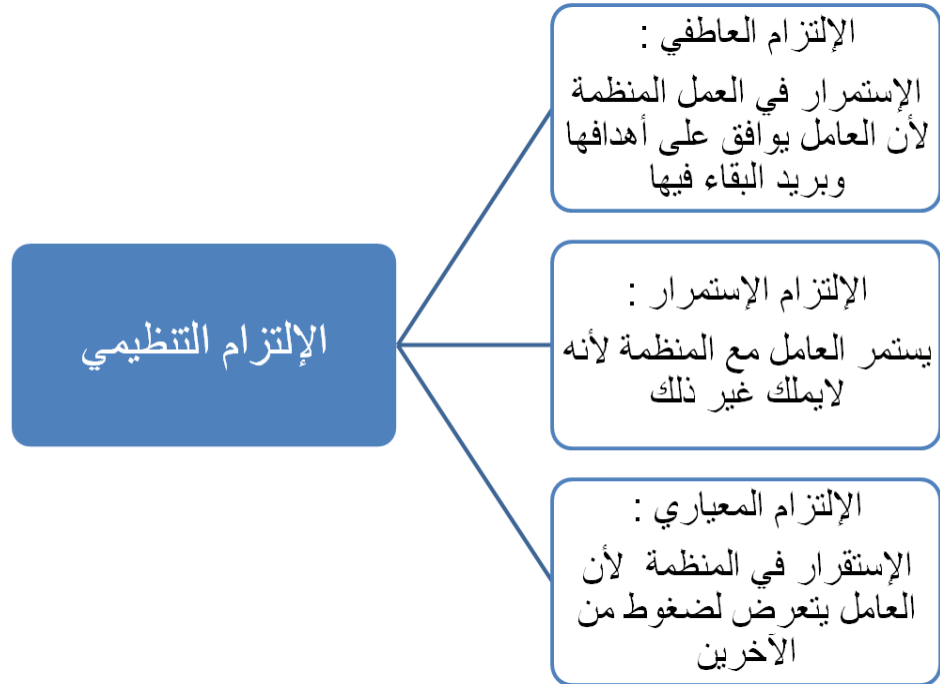 الإلتزام التنظيمي
الإلتزام العاطفي :
الإستمرار في العمل المنظمة
لأن العامل يوافق على أهدافها
وبريد البقاء فيها
الإلتزام الإستمرار :
يستمر العامل مع المنظمة لأنه
لايملك غير ذلك
الإلتزام المعياري :
الإستقرار في المنظمة لأن
العامل يتعرض لضغوط من
الآخرين